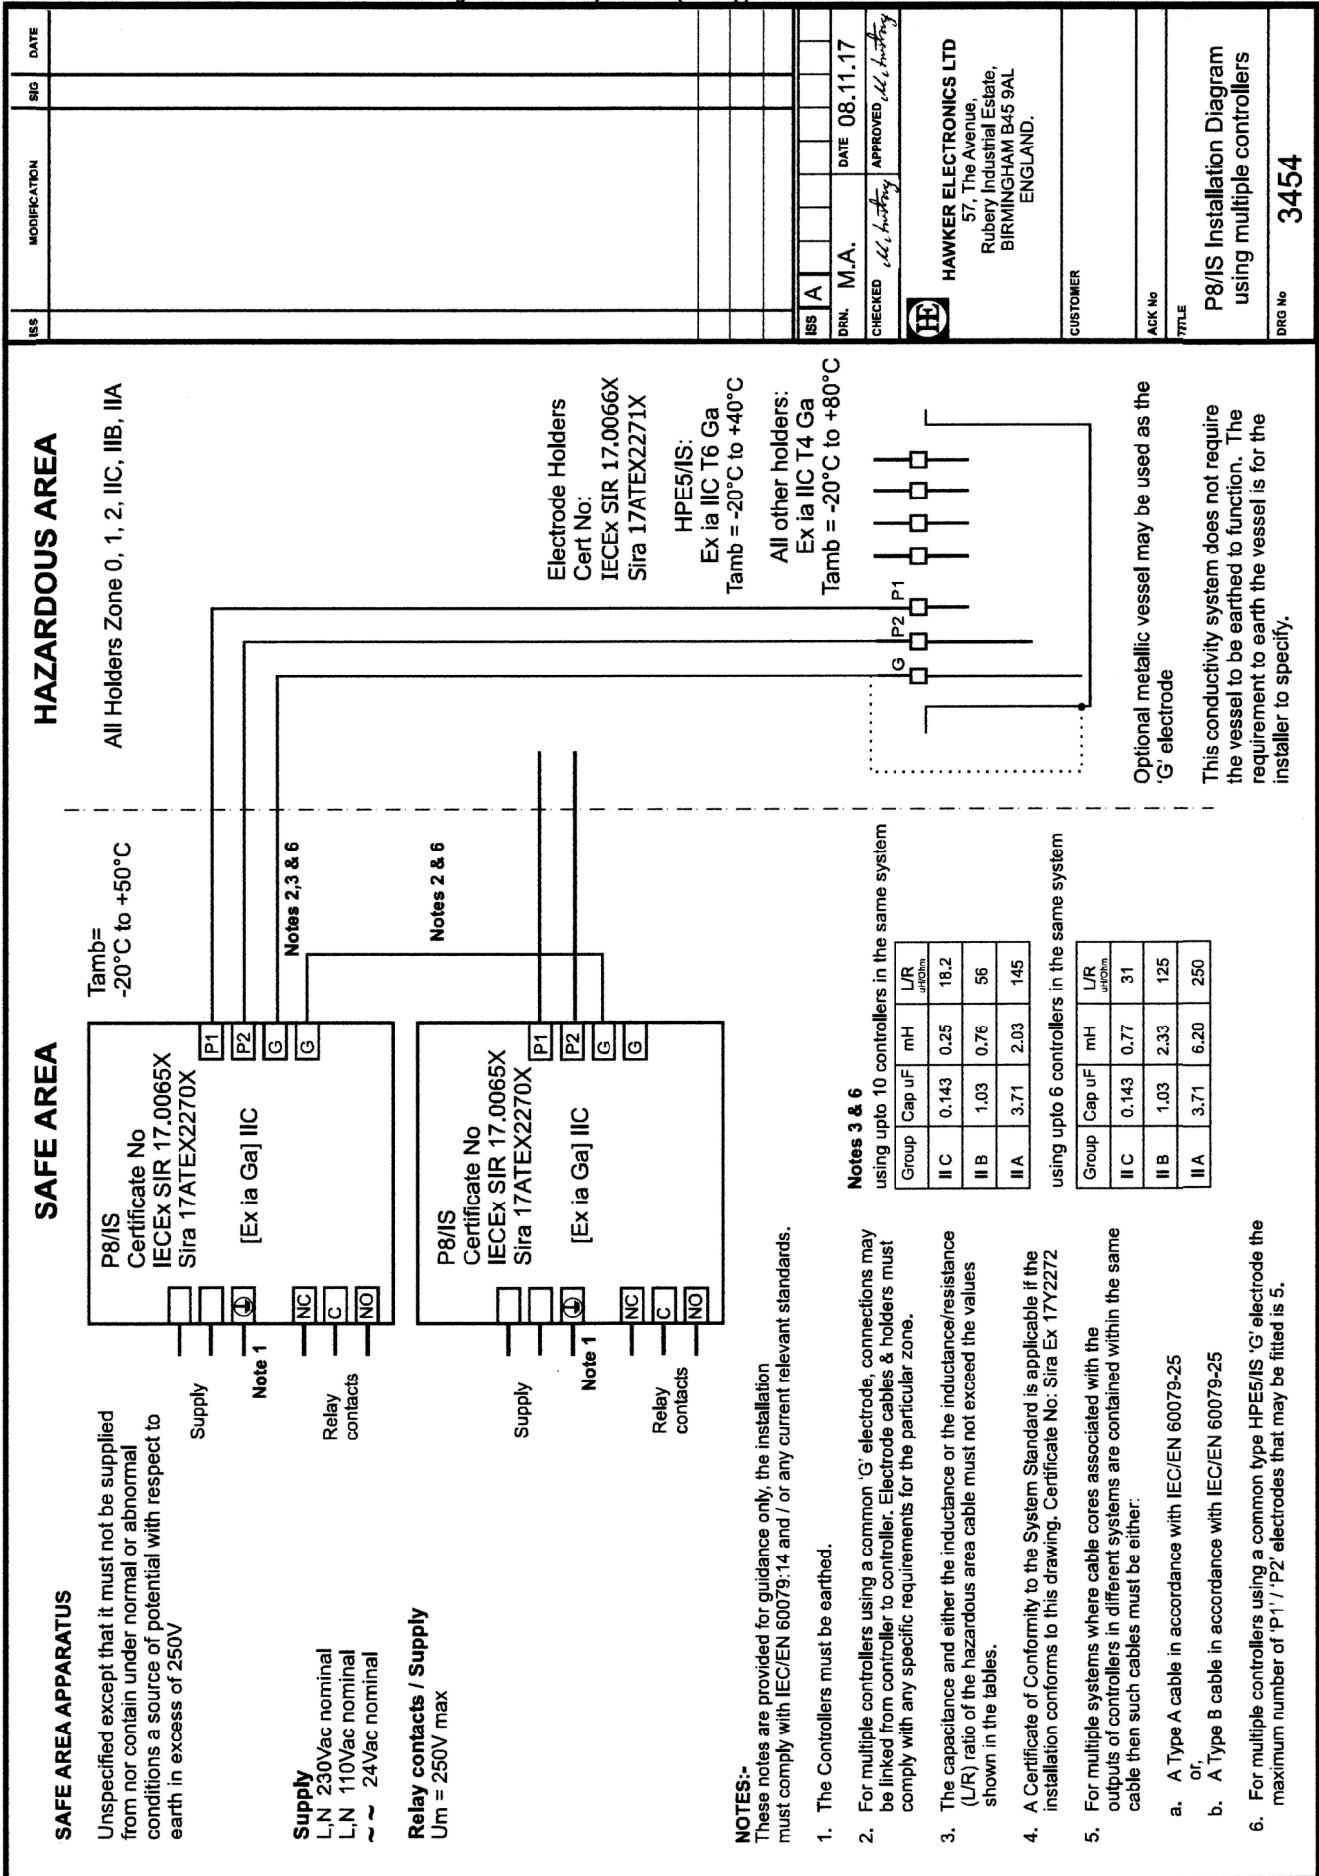 SAFE AREA
HAZARDOUS AREA
SAFE AREA APPARATUS
Unspecified except that it must not be supplied
from nor contain under normal or abnormal
conditions a source of potential with respect to
earth in excess of 250V
Supply
L,N 230Vac nominal
L,N 110Vac nominal
~ ~ 24Vac nominal
Relay contacts / Supply
Um = 250V max
Supply
Note 1
Relay
contacts
P8/IS
Certificate No
IECEx SIR 17.0065X
Sira 17ATEX2270X
[Ex ia Ga] IIC
NC
C
NO
P1
P2
G
G
Tamb=
-20°C to +50°C
Notes 2,3 & 6
Supply
Note 1
Relay
contacts
P8/IS
Certificate No
IECEx SIR 17.0065X
Sira 17ATEX2270X
[Ex ia Ga] IIC
NC
C
NO
P1
P2
G
G
Notes 2 & 6
All Holders Zone 0, 1, 2, IIC, IIB, IIA
Electrode Holders
Cert No:
IECEx SIR 17.0066X
Sira 17ATEX2271X
HPE5/IS:
Ex ia IIC T6 Ga
Tamb = -20°C to +40°C
All other holders:
Ex ia IIC T4 Ga
Tamb = -20°C to +80°C
G P2 P1
Optional metallic vessel may be used as the
'G' electrode
This conductivity system does not require
the vessel to be earthed to function. The
requirement to earth the vessel is for the
installer to specify.
NOTES:-
These notes are provided for guidance only, the installation
must comply with IEC/EN 60079:14 and / or any current relevant standards.
1. The Controllers must be earthed.
2. For multiple controllers using a common 'G' electrode, connections may
be linked from controller to controller. Electrode cables & holders must
comply with any specific requirements for the particular zone.
3. The capacitance and either the inductance or the inductance/resistance
(L/R) ratio of the hazardous area cable must not exceed the values
shown in the tables.
4. A Certificate of Conformity to the System Standard is applicable if the
installation conforms to this drawing. Certificate No: Sira Ex 17Y2272
5. For multiple systems where cable cores associated with the
outputs of controllers in different systems are contained within the same
cable then such cables must be either:
a. A Type A cable in accordance with IEC/EN 60079-25
or,
b. A Type B cable in accordance with IEC/EN 60079-25
6. For multiple controllers using a common type HPE5/IS 'G' electrode the
maximum number of 'P1' / 'P2' electrodes that may be fitted is 5.
Notes 3 & 6
using upto 10 controllers in the same system
Group Cap uF mH L/R uH/Ohm
II C 0.143 0.25 18.2
II B 1.03 0.76 56
II A 3.71 2.03 145
using upto 6 controllers in the same system
Group Cap uF mH L/R uH/Ohm
II C 0.143 0.77 31
II B 1.03 2.33 125
II A 3.71 6.20 250
ISS MODIFICATION SIG DATE
ISS A
DRN. M.A. DATE 08.11.17
CHECKED APPROVED
HE
HAWKER ELECTRONICS LTD
57, The Avenue,
Rubery Industrial Estate,
BIRMINGHAM B45 9AL
ENGLAND.
CUSTOMER
ACK No
TITLE
P8/IS Installation Diagram
using multiple controllers
DRG No 3454